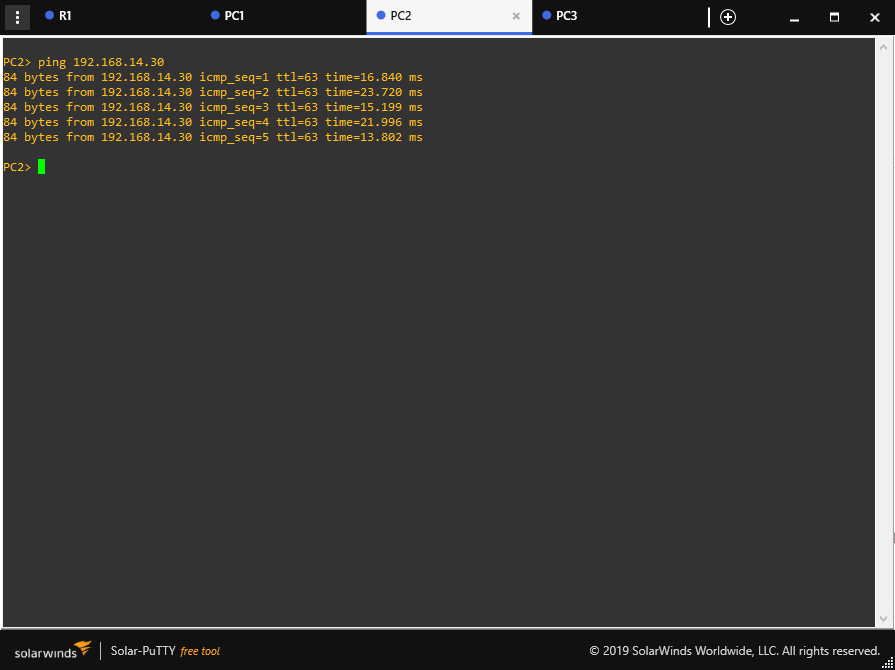 R1
PC1
PC2
PC3
PC2> ping 192.168.14.30
84 bytes from 192.168.14.30 icmp_seq=1 ttl=63 time=16.840 ms
84 bytes from 192.168.14.30 icmp_seq=2 ttl=63 time=23.720 ms
84 bytes from 192.168.14.30 icmp_seq=3 ttl=63 time=15.199 ms
84 bytes from 192.168.14.30 icmp_seq=4 ttl=63 time=21.996 ms
84 bytes from 192.168.14.30 icmp_seq=5 ttl=63 time=13.802 ms
PC2>
solarwinds
Solar-PuTTY free tool
© 2019 SolarWinds Worldwide, LLC. All rights reserved.